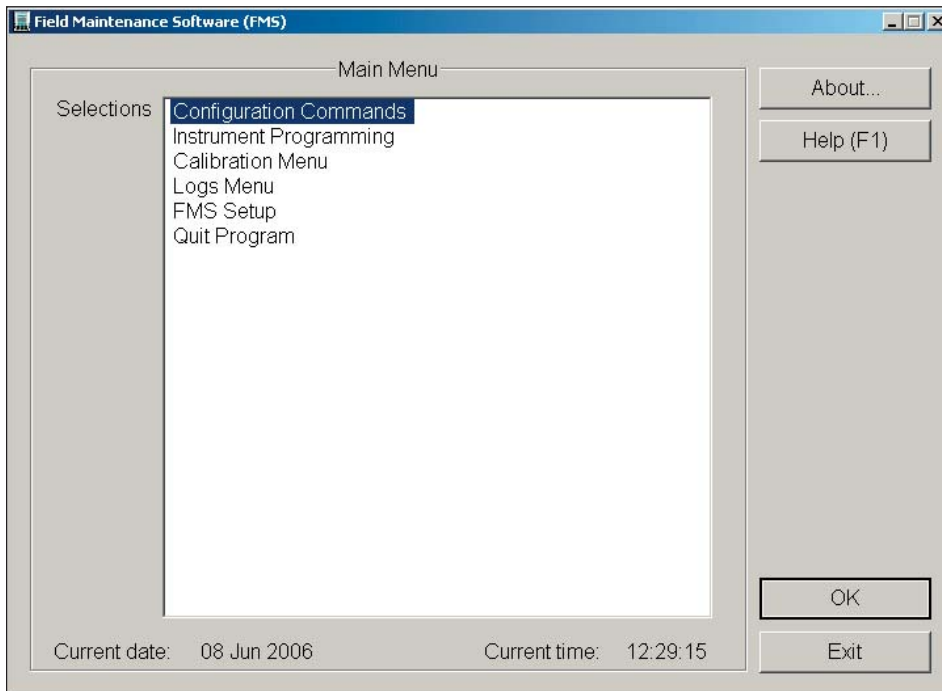 Field Maintenance Software (FMS)
Main Menu
Selections
Configuration Commands
Instrument Programming
Calibration Menu
Logs Menu
FMS Setup
Quit Program
About...
Help (F1)
OK
Exit
Current date: 08 Jun 2006
Current time: 12:29:15